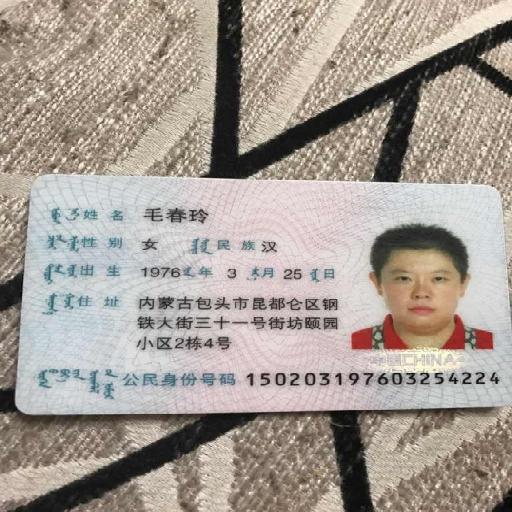 姓名 毛春玲
性别 女 民族 汉
出生 1976 年 3 月 25 日
住址 内蒙古包头市昆都仑区钢
铁大街三十一号街坊颐园
小区2栋4号
公民身份号码 150203197603254224
CHINA